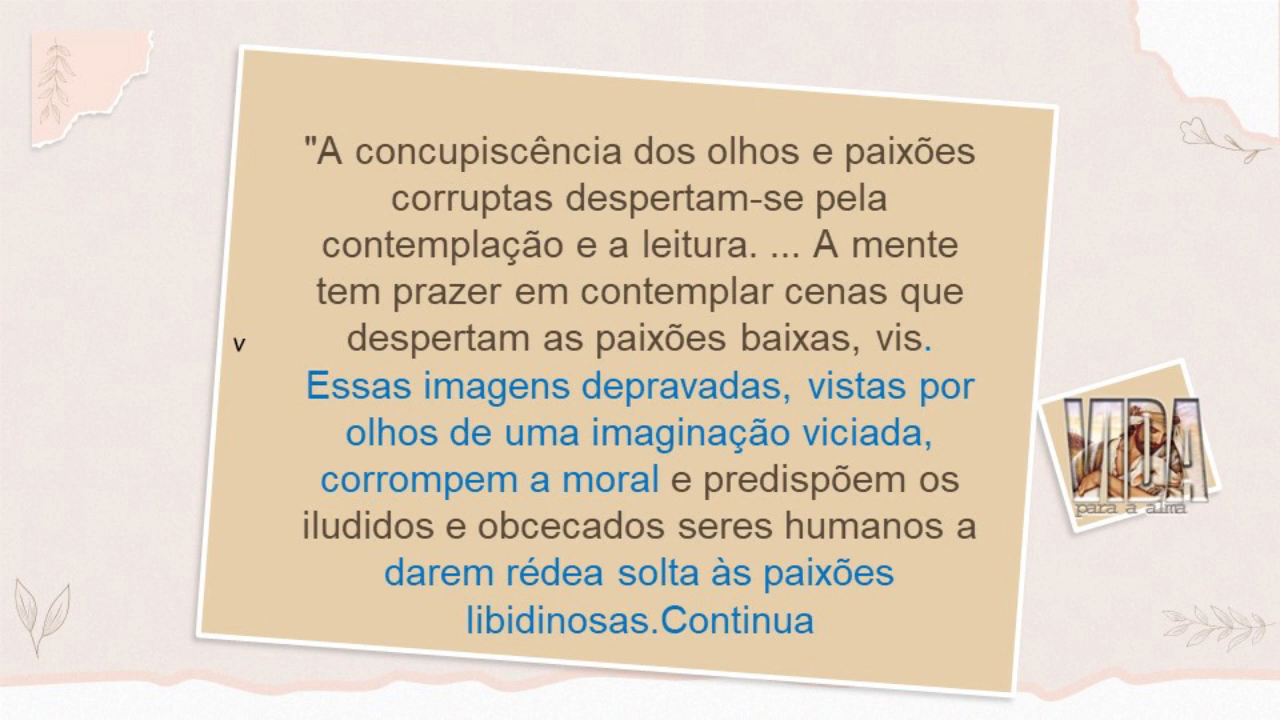 "A concupiscência dos olhos e paixões
corruptas despertam-se pela
contemplação e a leitura. ... A mente
tem prazer em contemplar cenas que
despertam as paixões baixas, vis.
v
Essas imagens depravadas, vistas por
olhos de uma imaginação viciada,
corrompem a moral e predispõem os
iludidos e obcecados seres humanos a
darem rédea solta às paixões
libidinosas.Continua
VIDA
para a alma